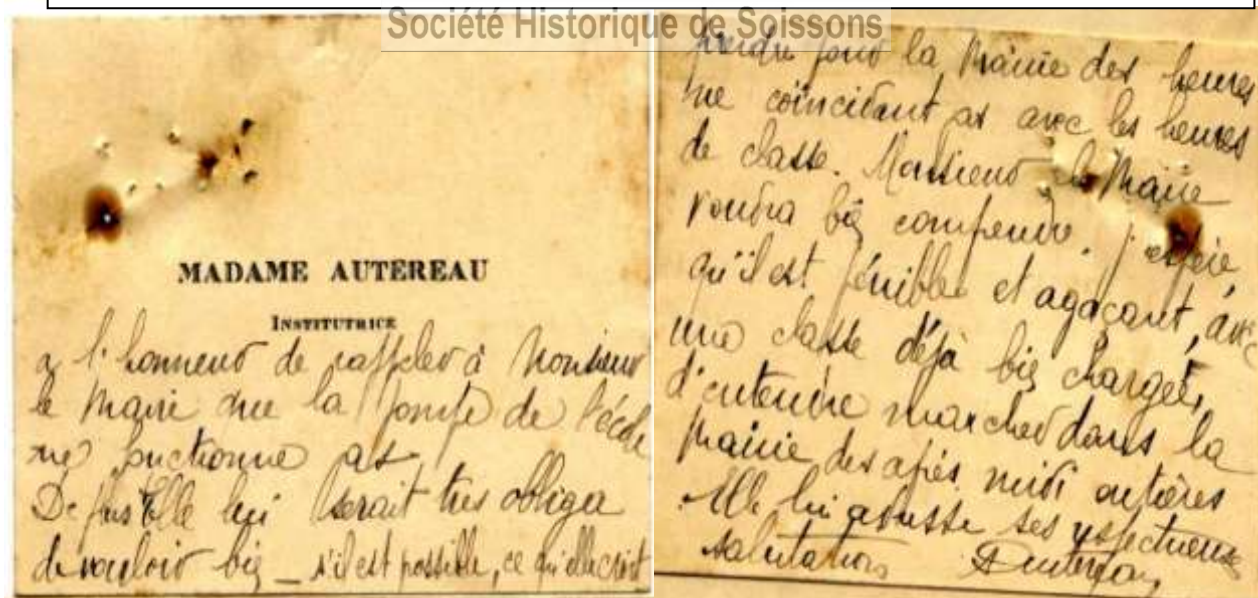 Société Historique de Soissons
MADAME AUTEREAU
INSTITUTRICE
a l'honneur de rappeler à Monsieur
le Maire que la pompe de l'école
ne fonctionne pas
De plus Elle lui serait très obligée
de vouloir bien _ s'il est possible, ce qu'elle croit
prendre pour la Mairie des heures
ne coïncidant pas avec les heures
de classe. Monsieur le Maire
voudra bien comprendre, j'espère,
qu'il est pénible et agaçant, avec
une classe déjà bien chargée,
d'entendre marcher dans la
mairie des après midi entières
Elle lui adresse ses respectueuses
salutations Autereau